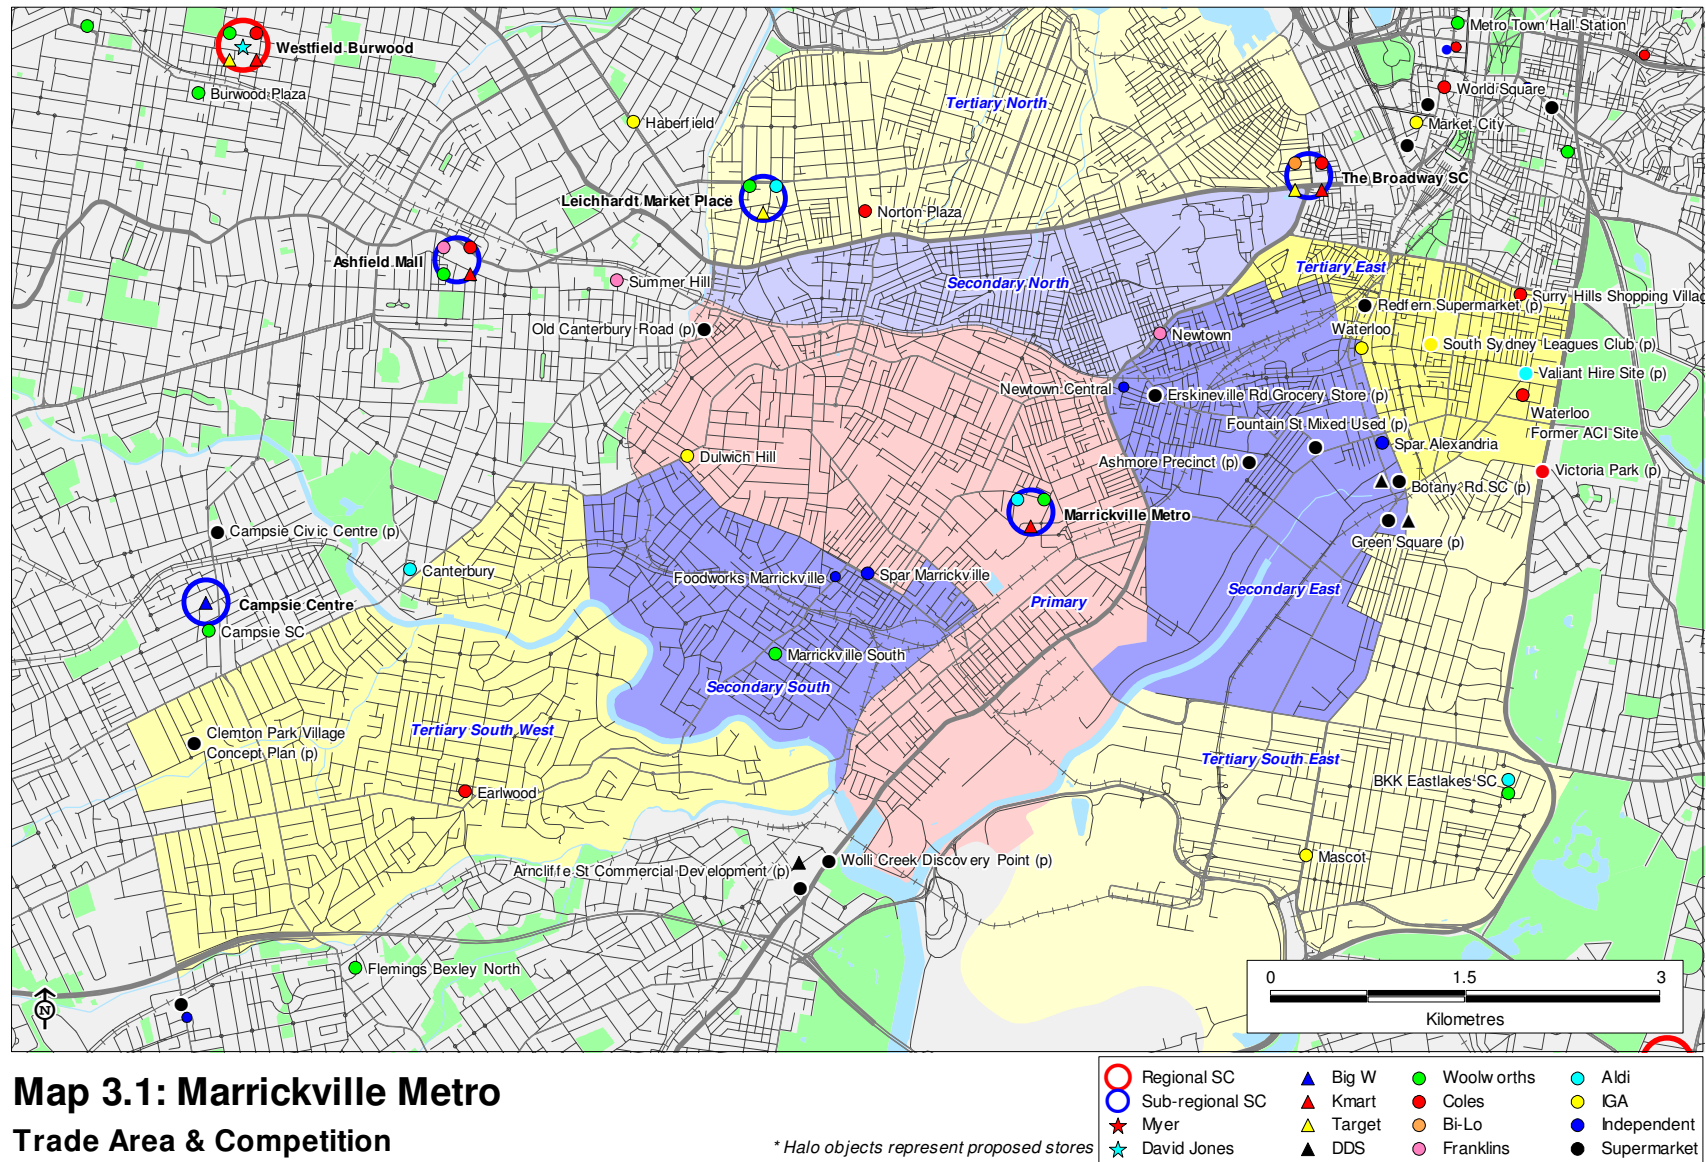 Metro Town Hall Station
Westfield Burwood
Burwood Plaza
World Square
Tertiary North
Haberfield
Market City
The Broadway SC
Leichhardt Market Place
Norton Plaza
Ashfield Mall
Tertiary East
Summer Hill
Secondary North
Surry Hills Shopping Villag
Redfern Supermarket (p)
Old Canterbury Road (p)
Newtown
Waterloo
South Sydney Leagues Club (p)
Valiant Hire Site (p)
Newtown Central
Erskineville Rd Grocery Store (p)
Waterloo
Former ACI Site
Fountain St Mixed Used (p)
Spar Alexandria
Dulwich Hill
Ashmore Precinct (p)
Victoria Park (p)
Botany Rd SC (p)
Marrickville Metro
Campsie Civic Centre (p)
Green Square (p)
Canterbury
Foodworks Marrickville
Spar Marrickville
Secondary East
Campsie Centre
Primary
Campsie SC
Marrickville South
Secondary South
Tertiary South West
Clemton Park Village
Concept Plan (p)
Tertiary South East
BKK Eastlakes SC
Earlwood
Mascot
Wolli Creek Discovery Point (p)
Arncliffe St Commercial Development (p)
Flemings Bexley North
0 1.5 3
Kilometres
N
Map 3.1: Marrickville Metro
Trade Area & Competition
* Halo objects represent proposed stores
Regional SC Big W Woolworths Aldi
Sub-regional SC Kmart Coles IGA
Myer Target Bi-Lo Independent
David Jones DDS Franklins Supermarket